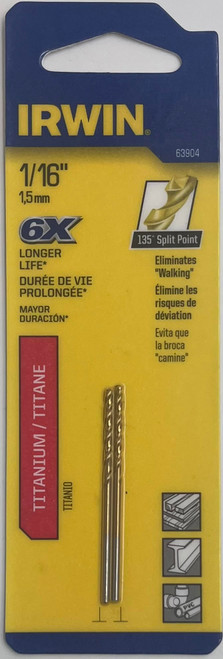 IRWIN®
63904
1/16"
1,5 mm
6X
LONGER
LIFE*
DURÉE DE VIE
PROLONGÉE*
MAYOR
DURACIÓN*
135° Split Point
Eliminates
"Walking"
Élimine les
risques de
déviation
Evita que
la broca
"camine"
TITANIUM / TITANE
TITANIO
PVC